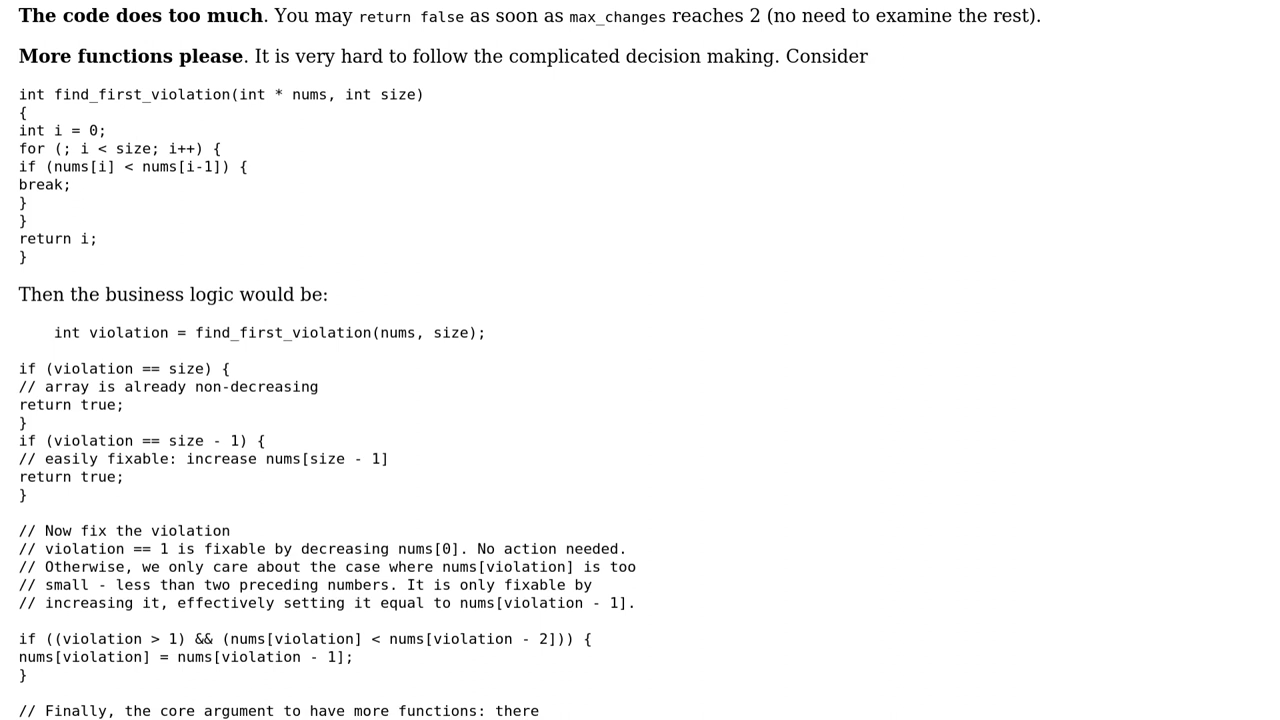 The code does too much. You may return false as soon as max_changes reaches 2 (no need to examine the rest).
More functions please. It is very hard to follow the complicated decision making. Consider
int find_first_violation(int * nums, int size)
{
int i = 0;
for (; i < size; i++) {
if (nums[i] < nums[i-1]) {
break;
}
}
return i;
}
Then the business logic would be:
int violation = find_first_violation(nums, size);
if (violation == size) {
// array is already non-decreasing
return true;
}
if (violation == size - 1) {
// easily fixable: increase nums[size - 1]
return true;
}
// Now fix the violation
// violation == 1 is fixable by decreasing nums[0]. No action needed.
// Otherwise, we only care about the case where nums[violation] is too
// small - less than two preceding numbers. It is only fixable by
// increasing it, effectively setting it equal to nums[violation - 1].
if ((violation > 1) && (nums[violation] < nums[violation - 2])) {
nums[violation] = nums[violation - 1];
}
// Finally, the core argument to have more functions: there